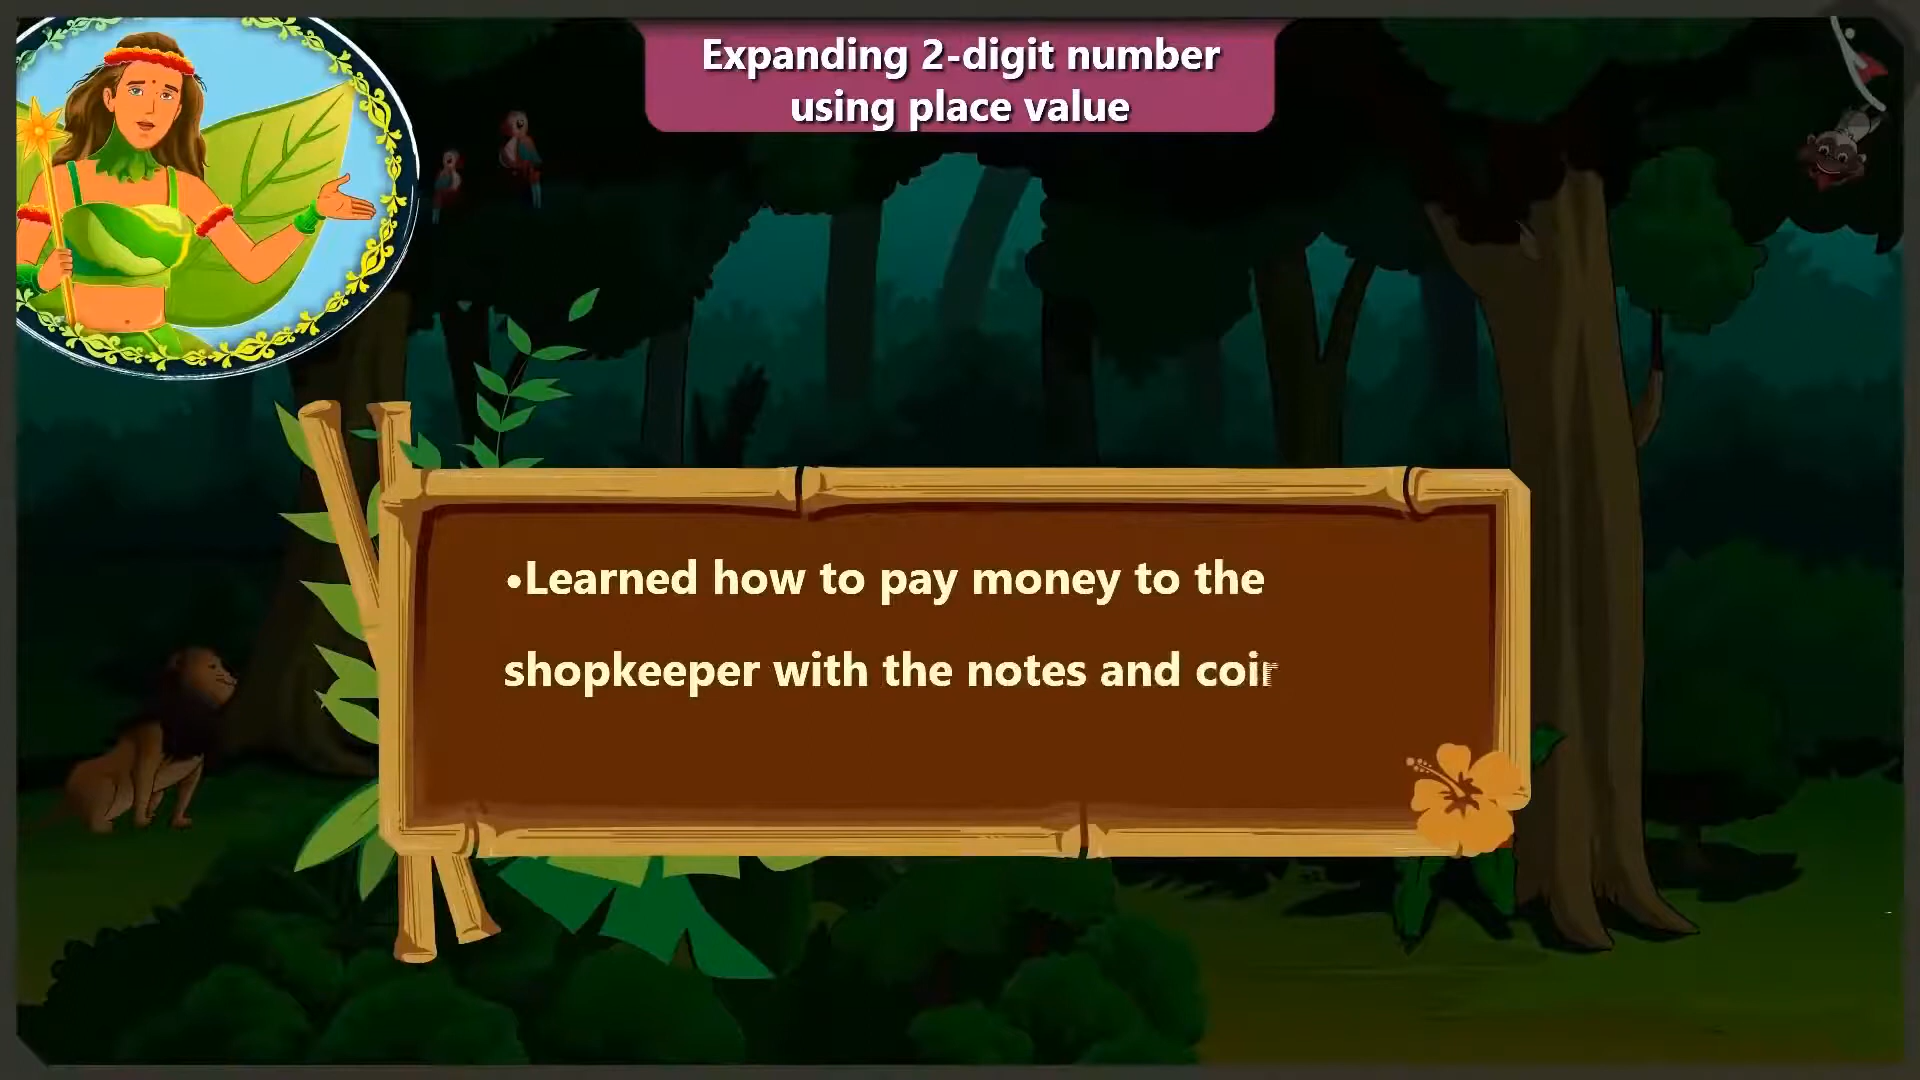 Expanding 2-digit number
using place value
•Learned how to pay money to the
shopkeeper with the notes and